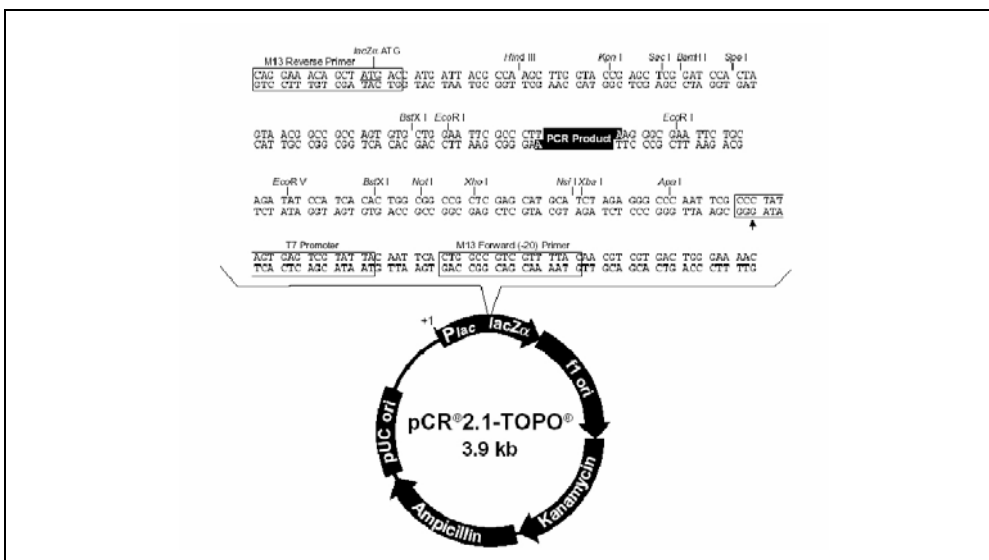 lacZα ATG
M13 Reverse Primer Hind III Kpn I Sac I BamH I Spe I
CAG GAA ACA GCT ATG ACC ATG ATT ACG CCA AGC TTG GTA CCG AGC TCG GAT CCA CTA
GTC CTT TGT CGA TAC TGG TAC TAA TGC GGT TCG AAC CAT GGC TCG AGC CTA GGT GAT
BstX I EcoR I EcoR I
GTA ACG GCC GCC AGT GTG CTG GAA TTC GCC CTT PCR Product AAG GGC GAA TTC TGC
CAT TGC CGG CGG TCA CAC GAC CTT AAG CGG GAA TTC CCG CTT AAG ACG
EcoR V BstX I Not I Xho I Nsi I Xba I Apa I
AGA TAT CCA TCA CAC TGG CGG CCG CTC GAG CAT GCA TCT AGA GGG CCC AAT TCG CCC TAT
TCT ATA GGT AGT GTG ACC GCC GGC GAG CTC GTA CGT AGA TCT CCC GGG TTA AGC GGG ATA
T7 Promoter M13 Forward (-20) Primer
AGT GAG TCG TAT TAC AAT TCA CTG GCC GTC GTT TTA CAA CGT CGT GAC TGG GAA AAC
TCA CTC AGC ATA ATG TTA AGT GAC CGG CAG CAA AAT GTT GCA GCA CTG ACC CTT TTG
+1
Plac lacZα
f1 ori
pUC ori
pCR®2.1-TOPO®
3.9 kb
Kanamycin
Ampicillin